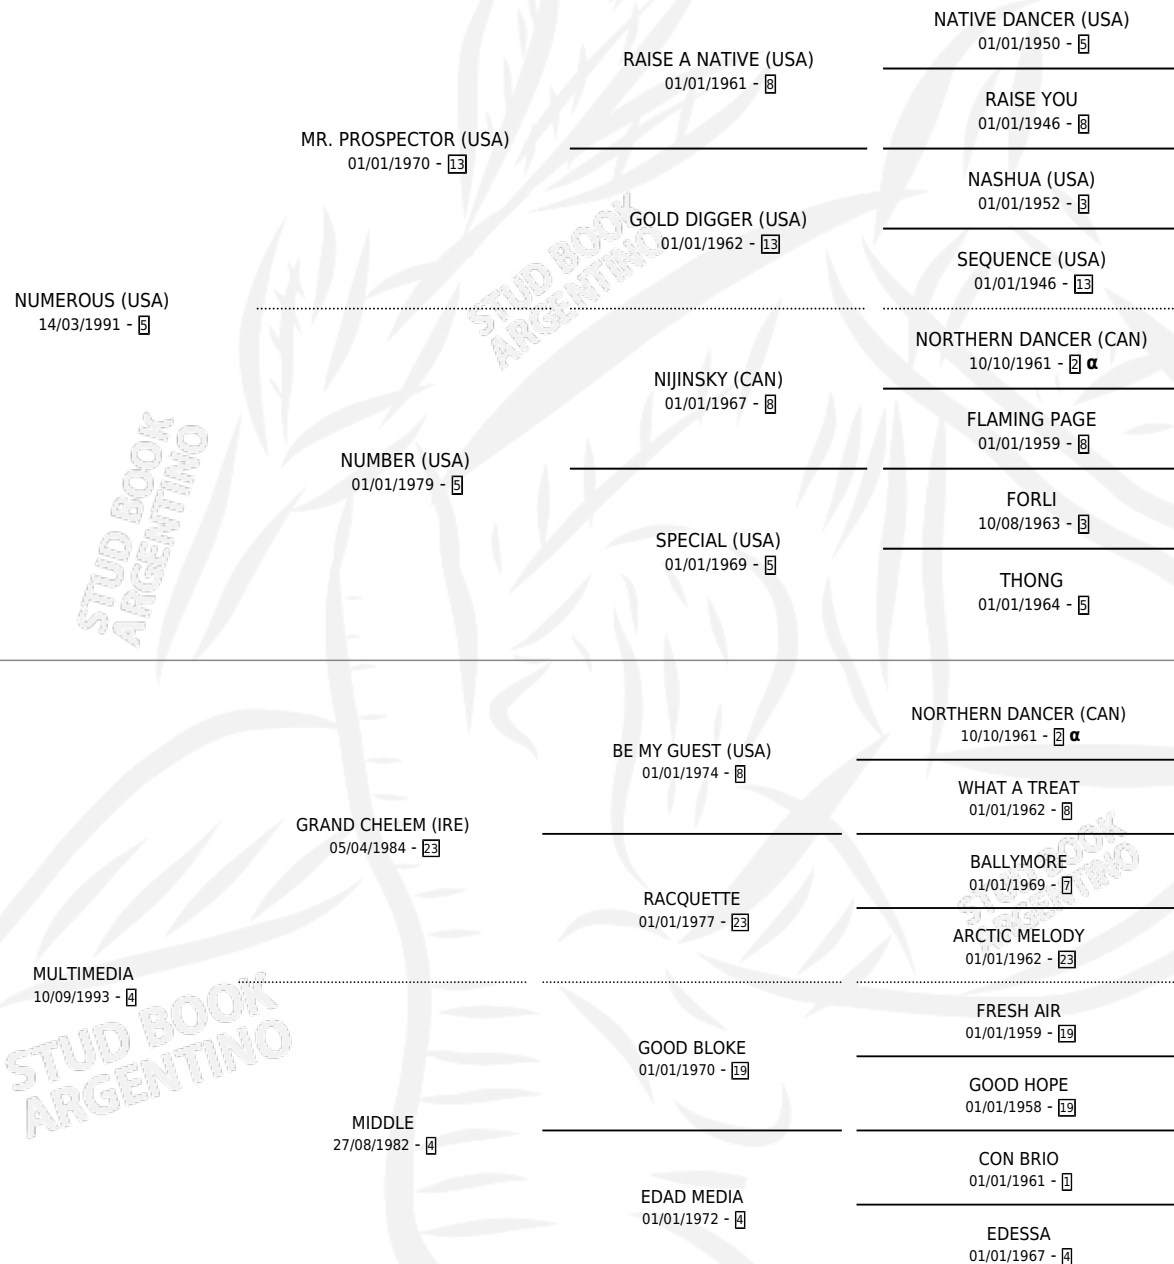 NATIVE DANCER (USA)
01/01/1950 - 5
RAISE A NATIVE (USA)
01/01/1961 - 8
RAISE YOU
01/01/1946 - 8
MR. PROSPECTOR (USA)
01/01/1970 - 13
NASHUA (USA)
01/01/1952 - 3
GOLD DIGGER (USA)
01/01/1962 - 13
SEQUENCE (USA)
01/01/1946 - 13
NUMEROUS (USA)
14/03/1991 - 5
NORTHERN DANCER (CAN)
10/10/1961 - 2 α
NIJINSKY (CAN)
01/01/1967 - 8
FLAMING PAGE
01/01/1959 - 8
NUMBER (USA)
01/01/1979 - 5
FORLI
10/08/1963 - 3
SPECIAL (USA)
01/01/1969 - 5
THONG
01/01/1964 - 5
NORTHERN DANCER (CAN)
10/10/1961 - 2 α
BE MY GUEST (USA)
01/01/1974 - 8
WHAT A TREAT
01/01/1962 - 8
GRAND CHELEM (IRE)
05/04/1984 - 23
BALLYMORE
01/01/1969 - 7
RACQUETTE
01/01/1977 - 23
ARCTIC MELODY
01/01/1962 - 23
MULTIMEDIA
10/09/1993 - 4
FRESH AIR
01/01/1959 - 19
GOOD BLOKE
01/01/1970 - 19
GOOD HOPE
01/01/1958 - 19
MIDDLE
27/08/1982 - 4
CON BRIO
01/01/1961 - 1
EDAD MEDIA
01/01/1972 - 4
EDESSA
01/01/1967 - 4
STUD BOOK
ARGENTINO
STUD BOOK
ARGENTINO
STUD BOOK
ARGENTINO
STUD BOOK
ARGENTINO